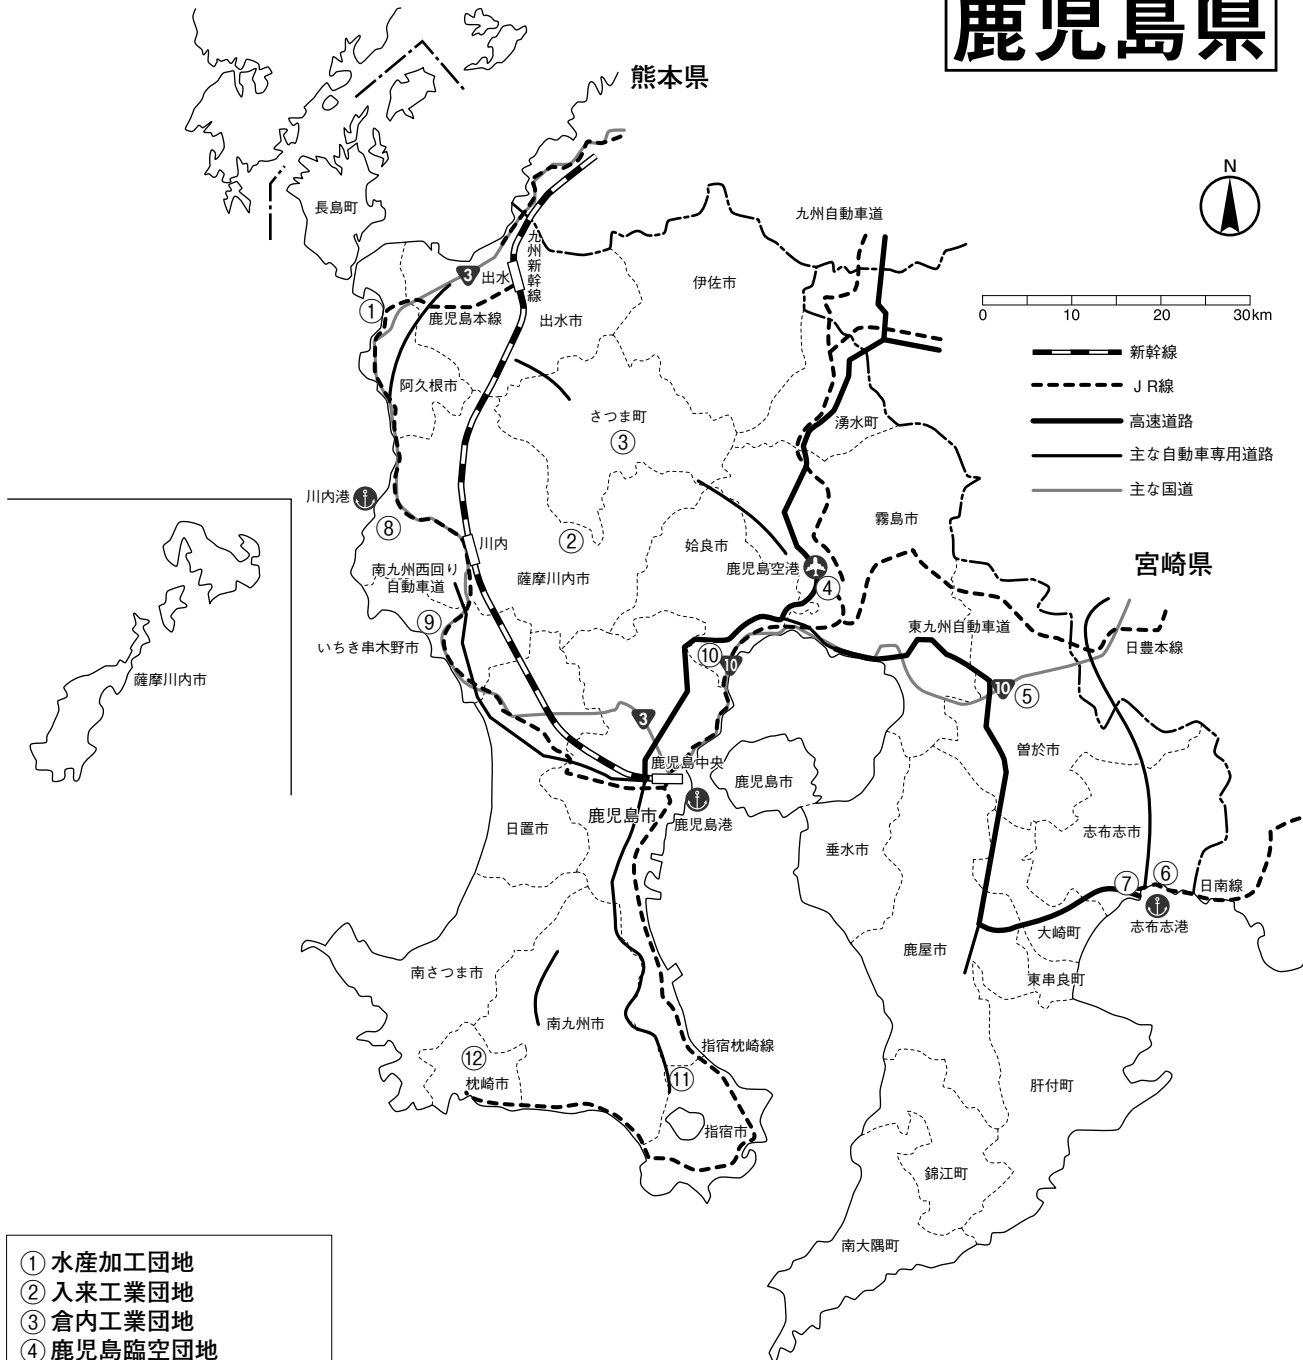 鹿児島県
熊本県
N
九州自動車道
長島町
九州新幹線
3
出水
伊佐市
①
鹿児島本線
出水市
0 10 20 30km
新幹線
JR線
高速道路
主な自動車専用道路
主な国道
阿久根市
さつま町
③
湧水町
川内港
⑧
霧島市
川内
②
姶良市
宮崎県
南九州西回り
自動車道
薩摩川内市
鹿児島空港
④
⑨
東九州自動車道
いちき串木野市
日豊本線
⑩
10
薩摩川内市
10
⑤
3
曽於市
鹿児島中央
鹿児島市
鹿児島市
鹿児島港
日置市
垂水市
志布志市
⑦
⑥
日南線
志布志港
大崎町
鹿屋市
南さつま市
東串良町
南九州市
指宿枕崎線
⑫
枕崎市
⑪
肝付町
指宿市
錦江町
南大隅町
①水産加工団地
②入来工業団地
③倉内工業団地
④鹿児島臨空団地